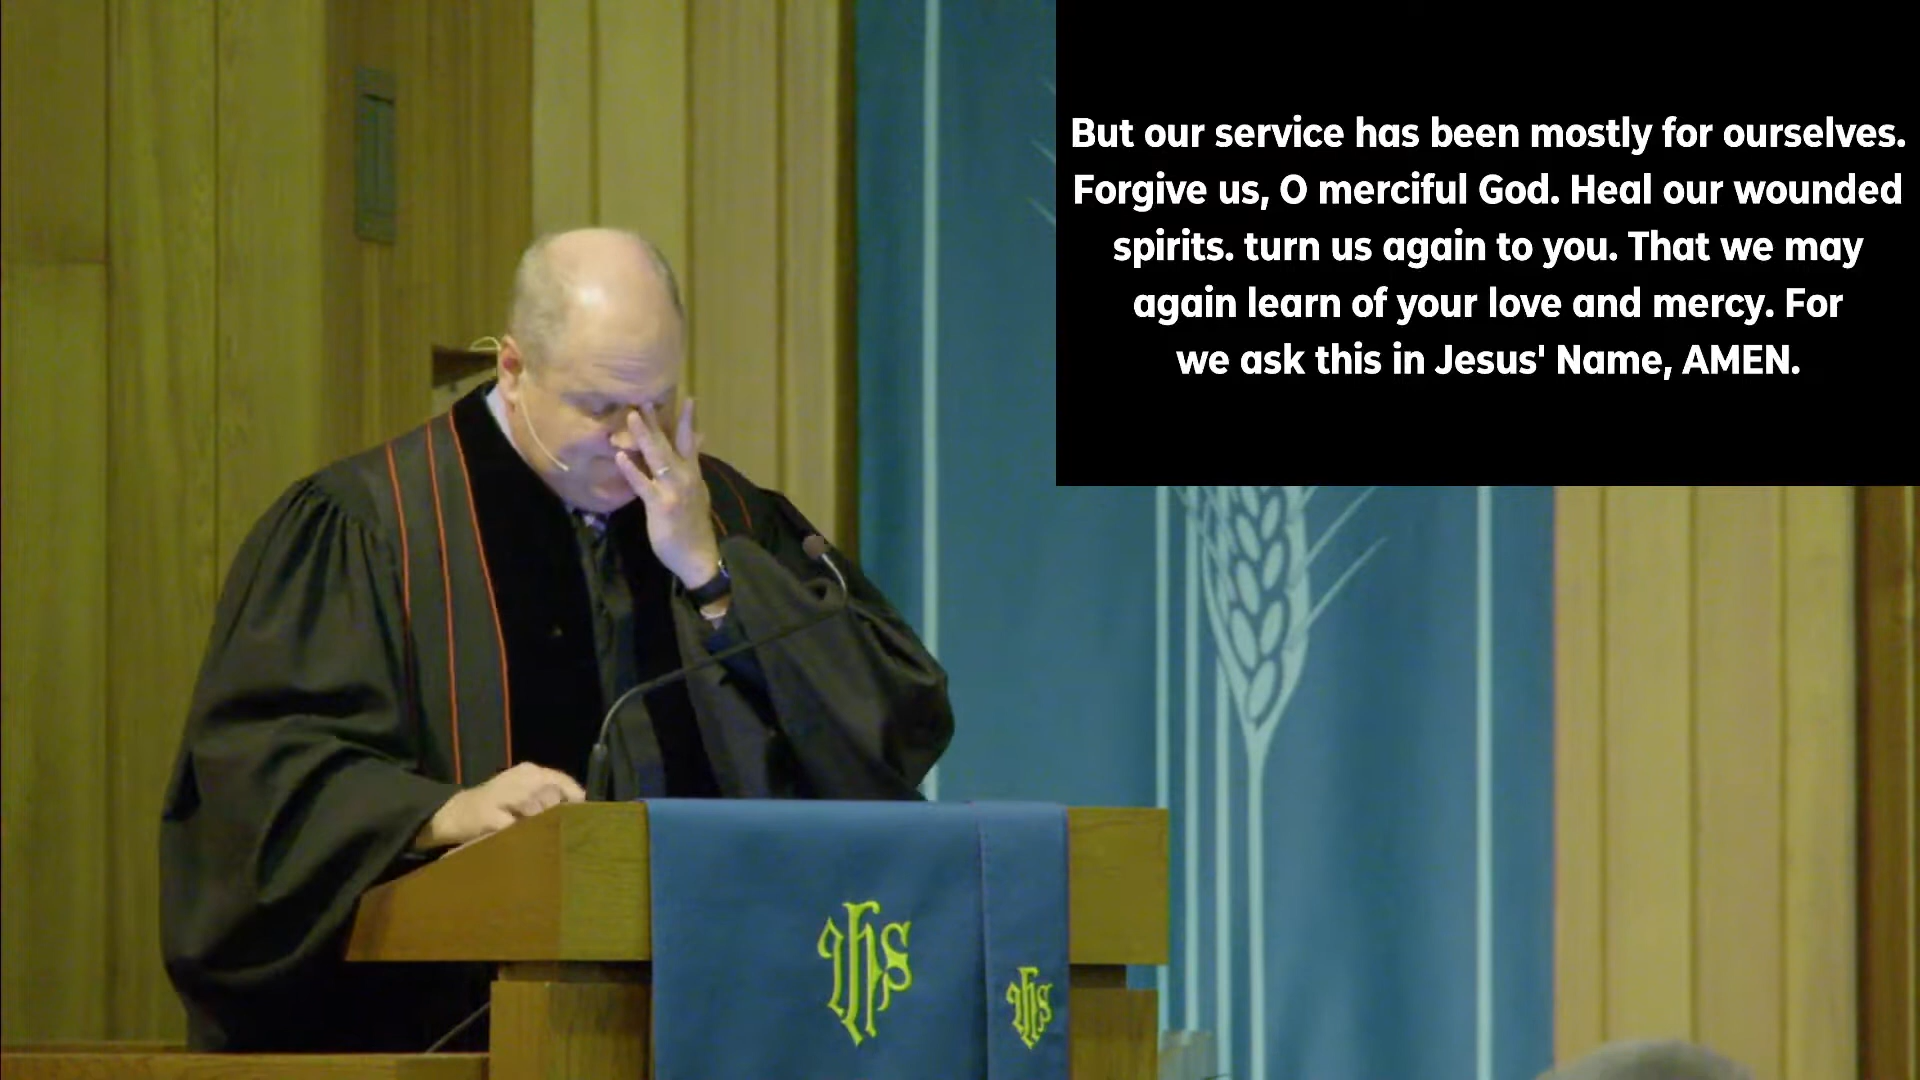 But our service has been mostly for ourselves.
Forgive us, O merciful God. Heal our wounded
spirits. turn us again to you. That we may
again learn of your love and mercy. For
we ask this in Jesus' Name, AMEN.
IHS
IHS